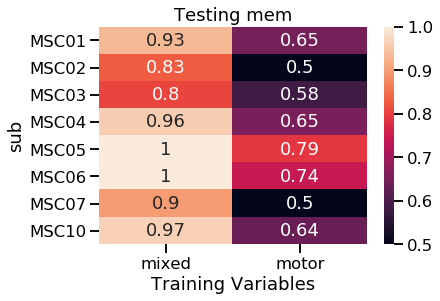 Testing mem
sub
MSC01 0.93 0.65
MSC02 0.83 0.5
MSC03 0.8 0.58
MSC04 0.96 0.65
MSC05 1 0.79
MSC06 1 0.74
MSC07 0.9 0.5
MSC10 0.97 0.64
mixed motor
Training Variables
1.0
0.9
0.8
0.7
0.6
0.5